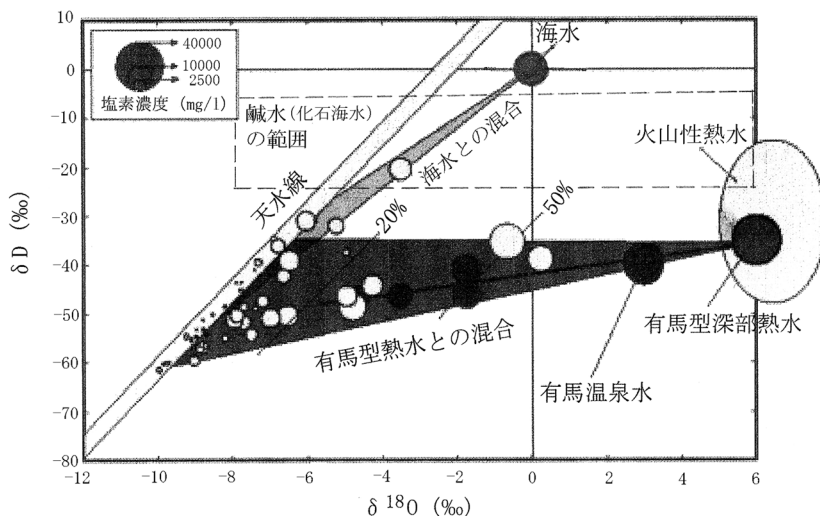 10
0
-10
-20
-30
-40
-50
-60
-70
-80
δ D (‰)
40000
10000
2500
塩素濃度 (mg/l)
海水
鹹水(化石海水)
の範囲
海水との混合
火山性熱水
天水線
20%
50%
有馬型熱水との混合
有馬型深部熱水
有馬温泉水
-12
-10
-8
-6
-4
-2
0
2
4
6
δ 18O (‰)